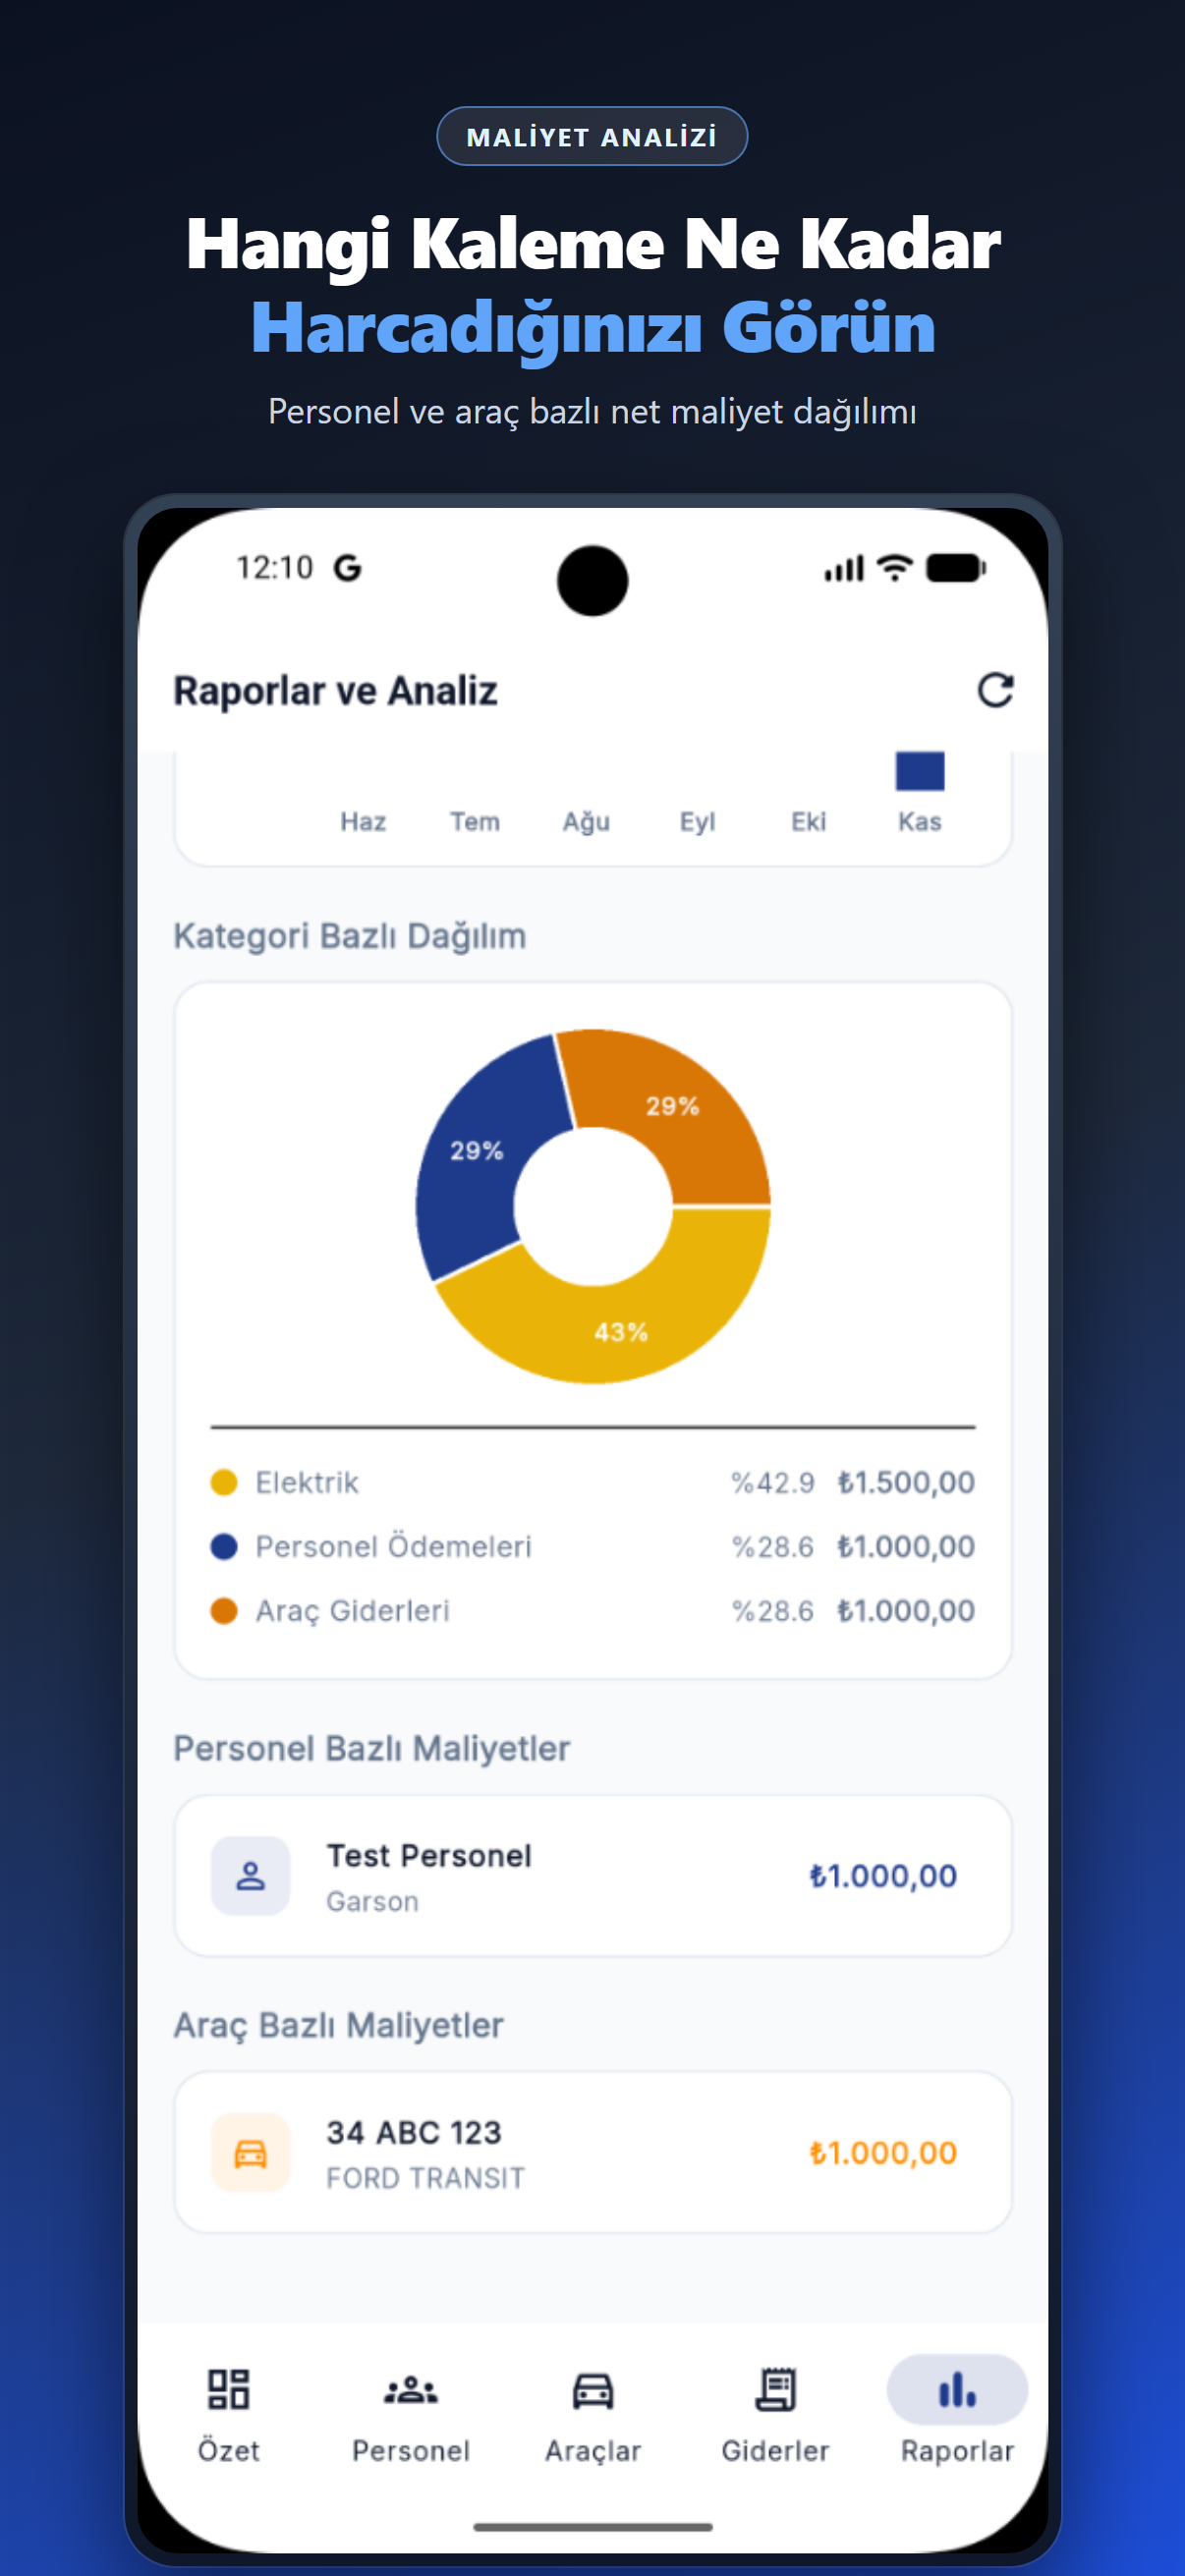 MALİYET ANALİZİ
Hangi Kaleme Ne Kadar
Harcadığınızı Görün
Personel ve araç bazlı net maliyet dağılımı
12:10 G
Raporlar ve Analiz
Haz Tem Ağu Eyl Eki Kas
Kategori Bazlı Dağılım
29%
29%
43%
Elektrik %42.9 ₺1.500,00
Personel Ödemeleri %28.6 ₺1.000,00
Araç Giderleri %28.6 ₺1.000,00
Personel Bazlı Maliyetler
Test Personel
Garson
₺1.000,00
Araç Bazlı Maliyetler
34 ABC 123
FORD TRANSIT
₺1.000,00
Özet Personel Araçlar Giderler Raporlar